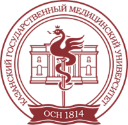 КАЗАНСКИЙ ГОСУДАРСТВЕННЫЙ МЕДИЦИНСКИЙ УНИВЕРСИТЕТ
ОСН 1814